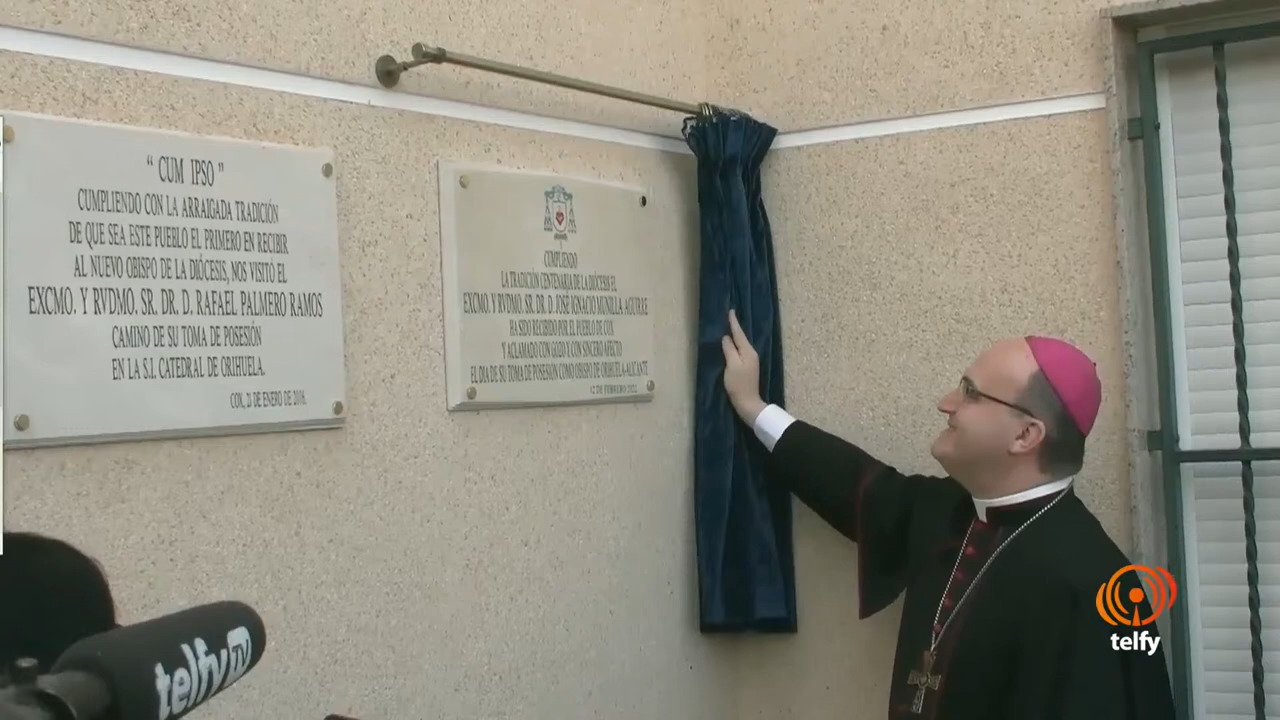 “ CUM IPSO ”
CUMPLIENDO CON LA ARRAIGADA TRADICIÓN
DE QUE SEA ESTE PUEBLO EL PRIMERO EN RECIBIR
AL NUEVO OBISPO DE LA DIÓCESIS, NOS VISITÓ EL
EXCMO. Y RVDMO. SR. DR. D. RAFAEL PALMERO RAMOS
CAMINO DE SU TOMA DE POSESIÓN
EN LA S.I. CATEDRAL DE ORIHUELA.
COX, 21 DE ENERO DE
CUMPLIENDO
LA TRADICIÓN CENTENARIA DE LA DIÓCESIS EL
EXCMO. Y RVDMO. SR. DR. D. JOSÉ IGNACIO MUNILLA AGUIRRE
HA SIDO RECIBIDO POR EL PUEBLO DE COX
Y ACLAMADO CON GOZO Y CON SINCERO AFECTO
EL DIA DE SU TOMA DE POSESIÓN COMO OBISPO DE ORIHUELA-ALICANTE
12 DE FEBRERO 2022
telfy TV
telfy